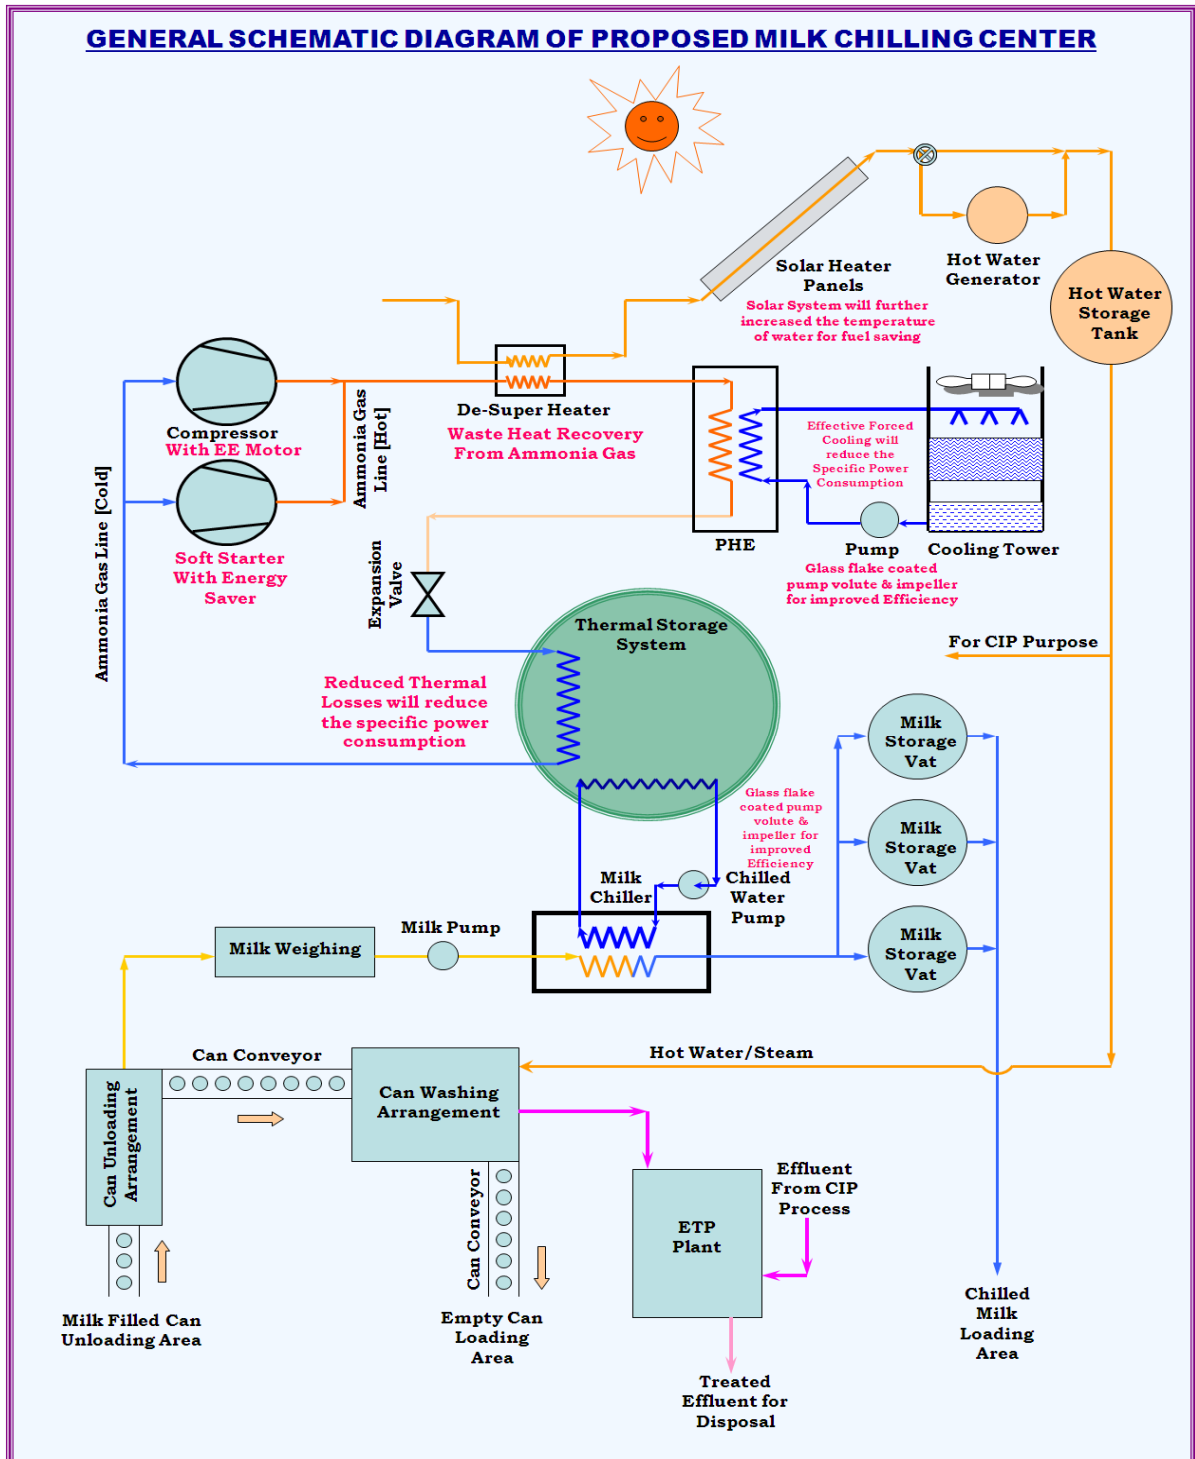 GENERAL SCHEMATIC DIAGRAM OF PROPOSED MILK CHILLING CENTER
Solar Heater
Panels
Solar System will further
increased the temperature
of water for fuel saving
Hot Water
Generator
Hot Water
Storage
Tank
De-Super Heater
Waste Heat Recovery
From Ammonia Gas
Compressor
With EE Motor
Ammonia Gas
Line [Hot]
Soft Starter
With Energy
Saver
Ammonia Gas Line [Cold]
Effective Forced
Cooling will
reduce the
Specific Power
Consumption
PHE
Pump
Cooling Tower
Glass flake coated
pump volute & impeller
for improved Efficiency
Expansion
Valve
Thermal Storage
System
For CIP Purpose
Reduced Thermal
Losses will reduce
the specific power
consumption
Milk
Storage
Vat
Glass flake
coated pump
volute &
impeller for
improved
Efficiency
Milk
Storage
Vat
Milk
Chiller
Chilled
Water
Pump
Milk Pump
Milk Weighing
Milk
Storage
Vat
Can Conveyor
Hot Water/Steam
Can Washing
Arrangement
Can Unloading
Arrangement
Can Conveyor
Effluent
From CIP
Process
ETP
Plant
Milk Filled Can
Unloading Area
Empty Can
Loading
Area
Chilled
Milk
Loading
Area
Treated
Effluent for
Disposal